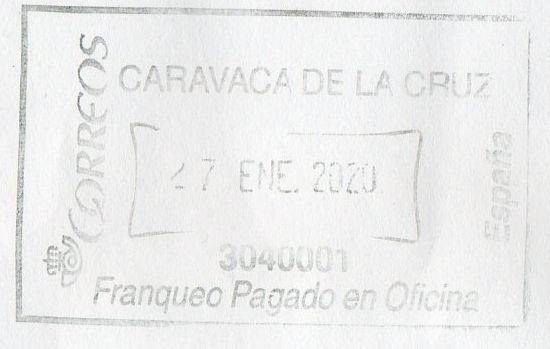 CORREOS
CARAVACA DE LA CRUZ
27 ENE. 2020
España
3040001
Franqueo Pagado en Oficina